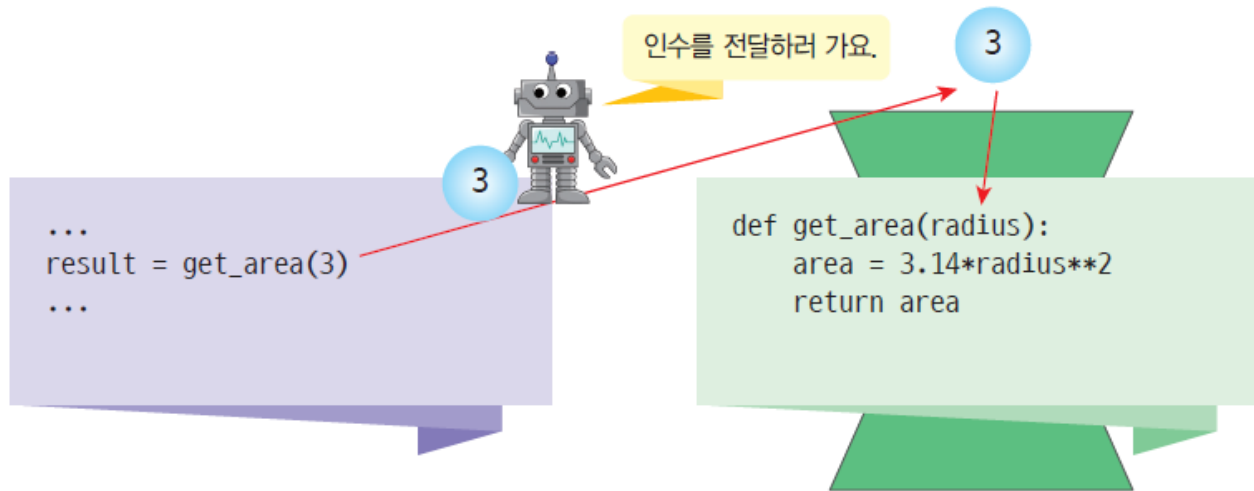 인수를 전달하러 가요.
3
3
...
result = get_area(3)
...
def get_area(radius):
    area = 3.14*radius**2
    return area